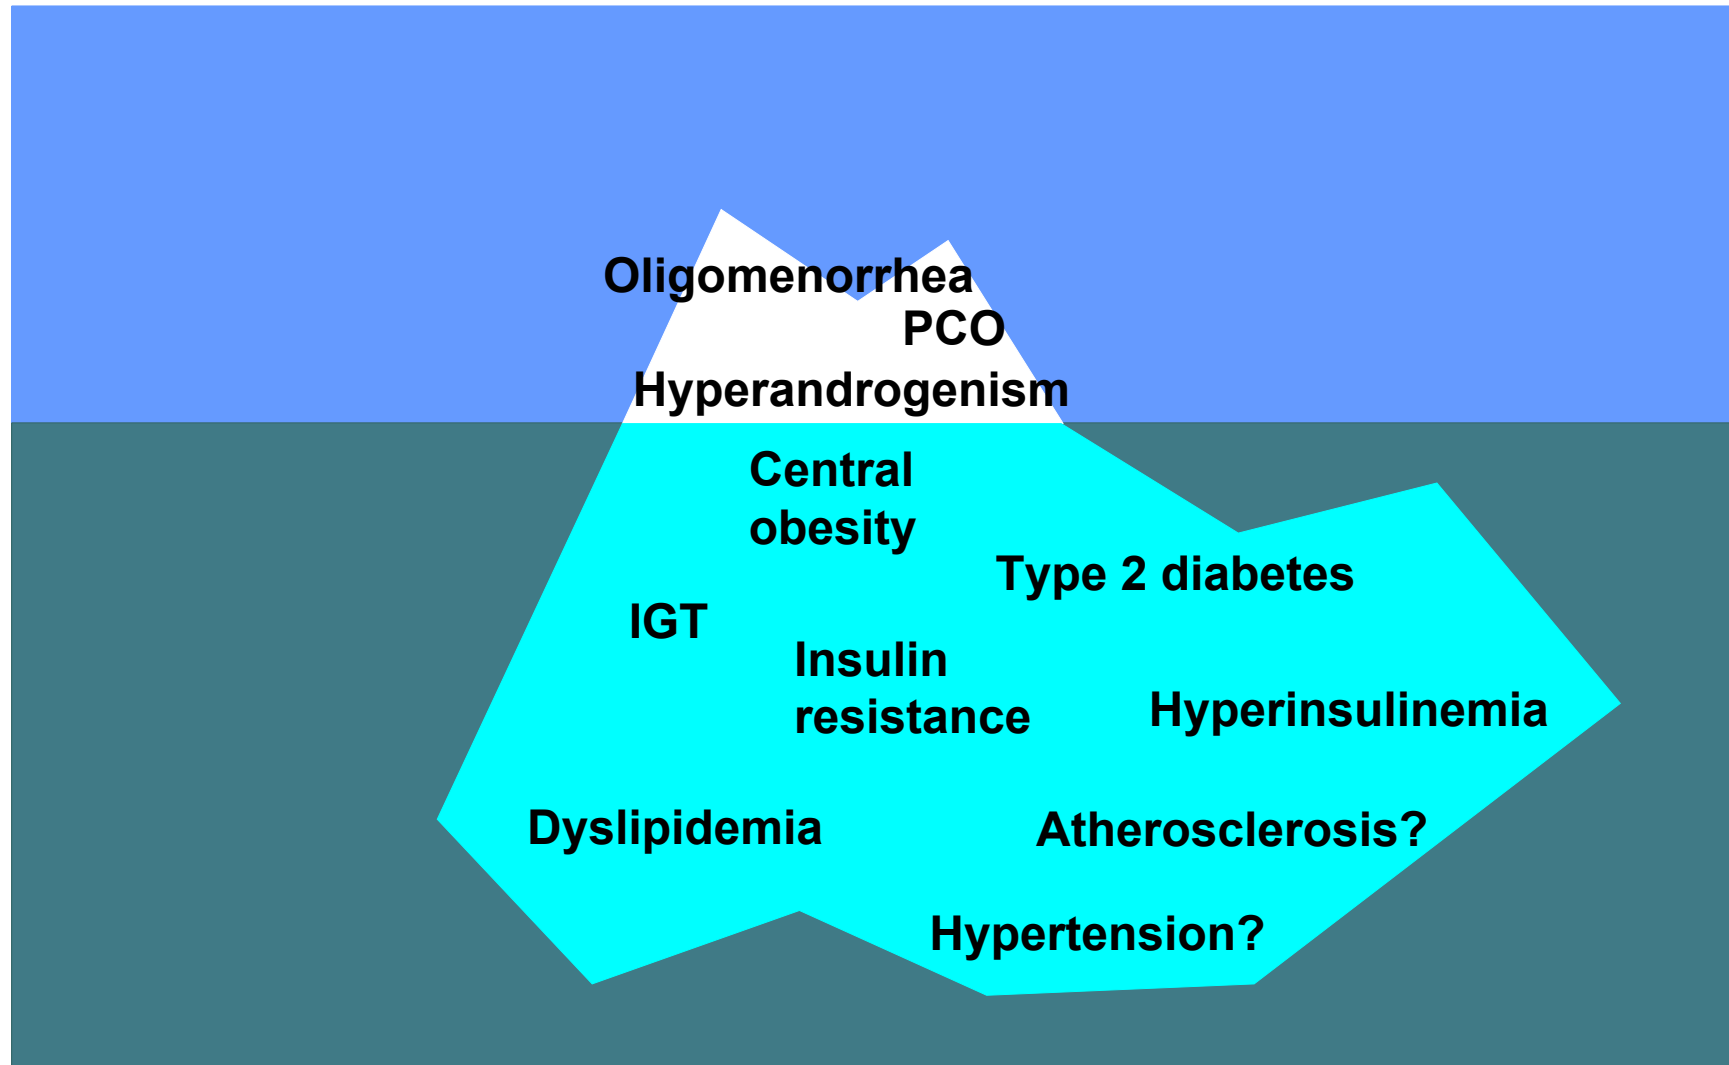 Oligomenorrhea
PCO
Hyperandrogenism
Central
obesity
Type 2 diabetes
IGT
Insulin
resistance
Hyperinsulinemia
Dyslipidemia
Atherosclerosis?
Hypertension?